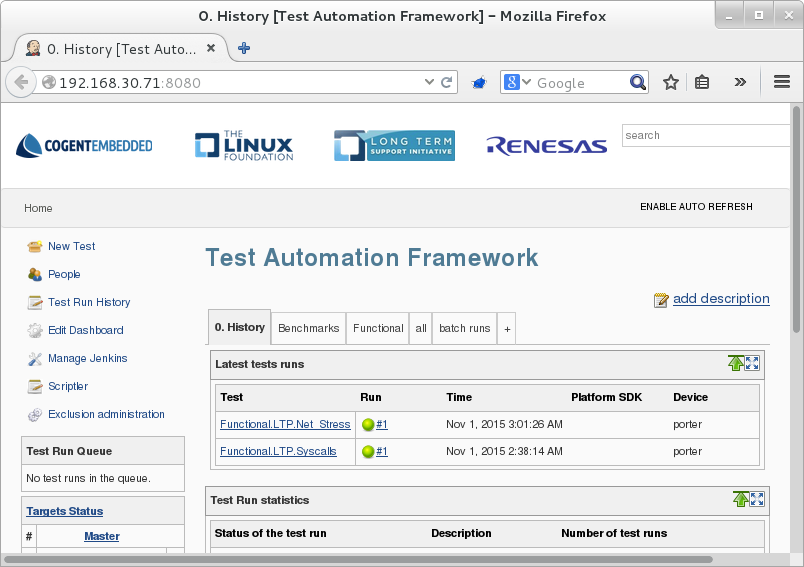 0. History [Test Automation Framework] - Mozilla Firefox
0. History [Test Auto...
192.168.30.71:8080
Google
COGENTEMBEDDED
THE LINUX FOUNDATION
LONG TERM SUPPORT INITIATIVE
RENESAS
search
Home
ENABLE AUTO REFRESH
New Test
People
Test Run History
Edit Dashboard
Manage Jenkins
Scriptler
Exclusion administration
Test Run Queue
No test runs in the queue.
Targets Status
# Master
Test Automation Framework
add description
0. History Benchmarks Functional all batch runs +
Latest tests runs
Test Run Time Platform SDK Device
Functional.LTP.Net_Stress #1 Nov 1, 2015 3:01:26 AM porter
Functional.LTP.Syscalls #1 Nov 1, 2015 2:38:14 AM porter
Test Run statistics
Status of the test run Description Number of test runs